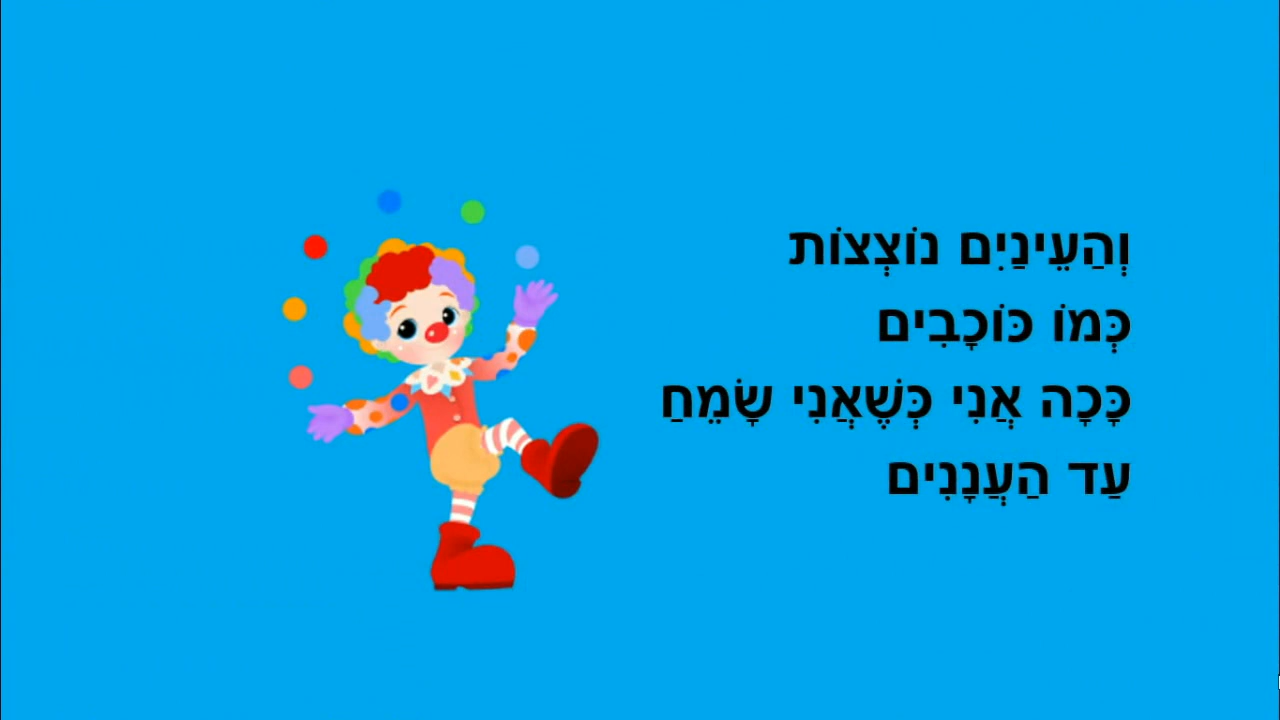 וְהַעֵינַיִם נוֹצְצוֹת
כְּמוֹ כּוֹכָבִים
כָּכָה אֲנִי כְּשֶׁאֲנִי שָׂמֵחַ
עַד הַעֲנָנִים